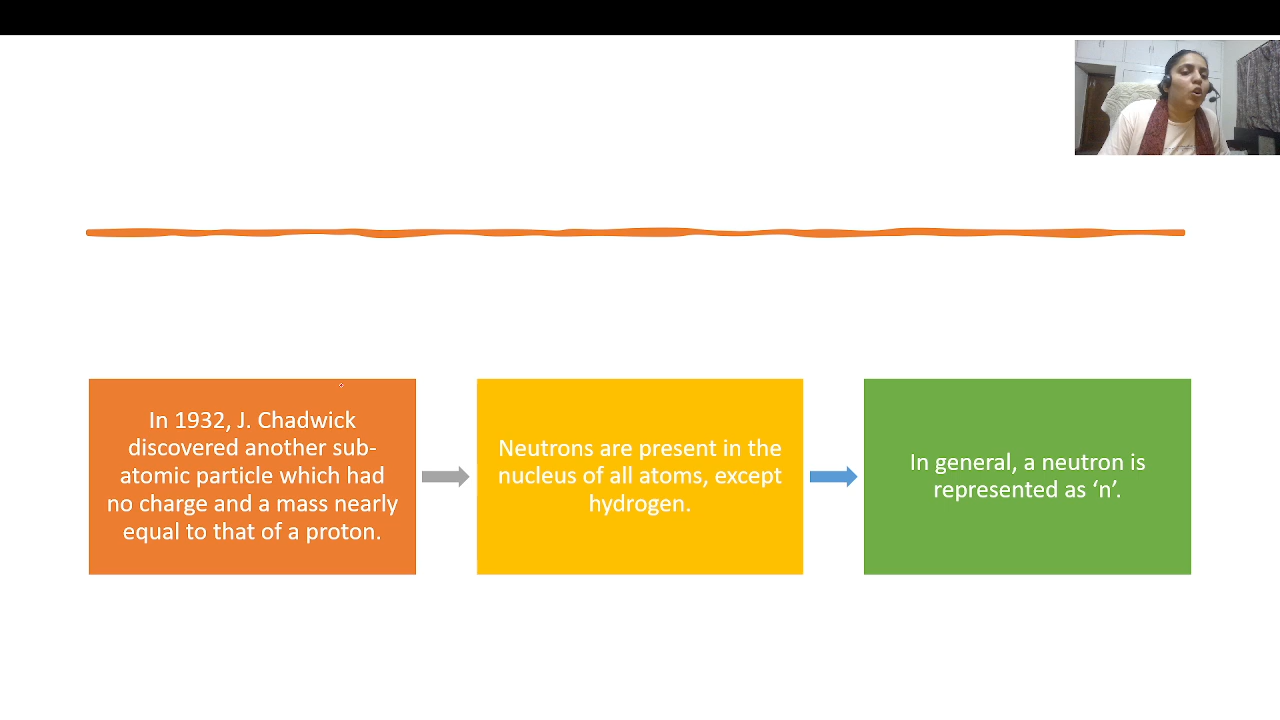 In 1932, J. Chadwick
discovered another sub-
atomic particle which had
no charge and a mass nearly
equal to that of a proton.
Neutrons are present in the
nucleus of all atoms, except
hydrogen.
In general, a neutron is
represented as ‘n’.